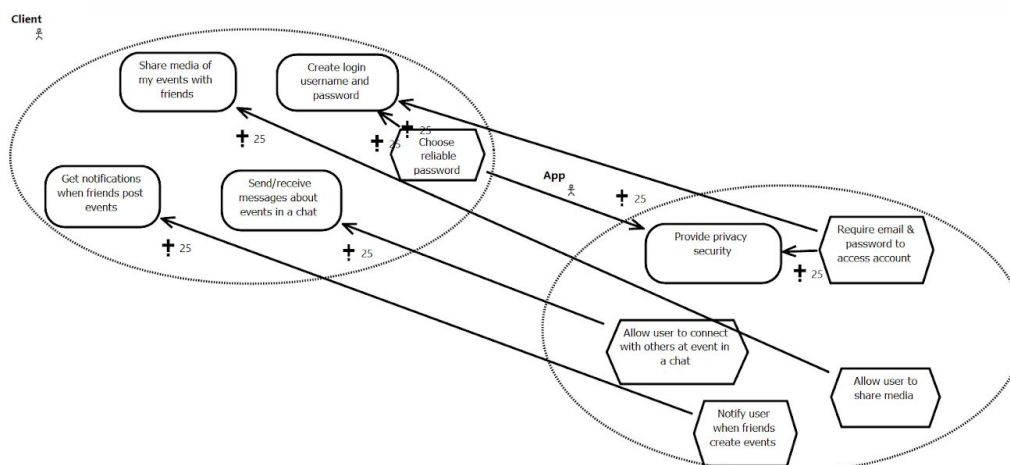 Client
Share media of
my events with
friends
Create login
username and
password
25
25
25
Choose
reliable
password
Get notifications
when friends post
events
Send/receive
messages about
events in a chat
App
25
25
25
Provide privacy
security
Require email &
password to
access account
25
Allow user to connect
with others at event in
a chat
Allow user to
share media
Notify user
when friends
create events